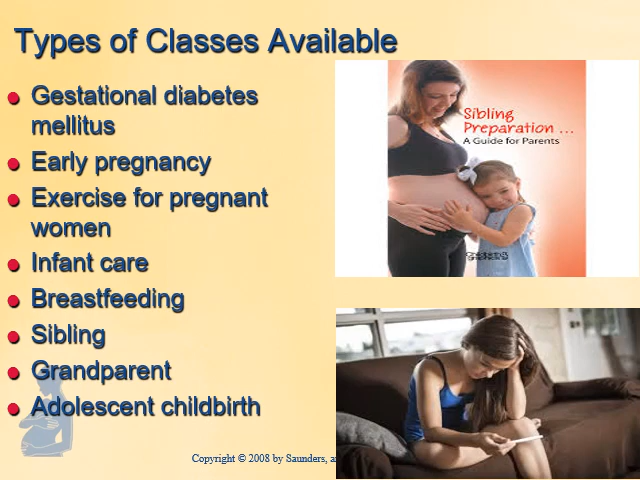 Types of Classes Available
Gestational diabetes
mellitus
Early pregnancy
Exercise for pregnant
women
Infant care
Breastfeeding
Sibling
Grandparent
Adolescent childbirth
Sibling
Preparation ...
A Guide for Parents
Copyright © 2008 by Saunders,